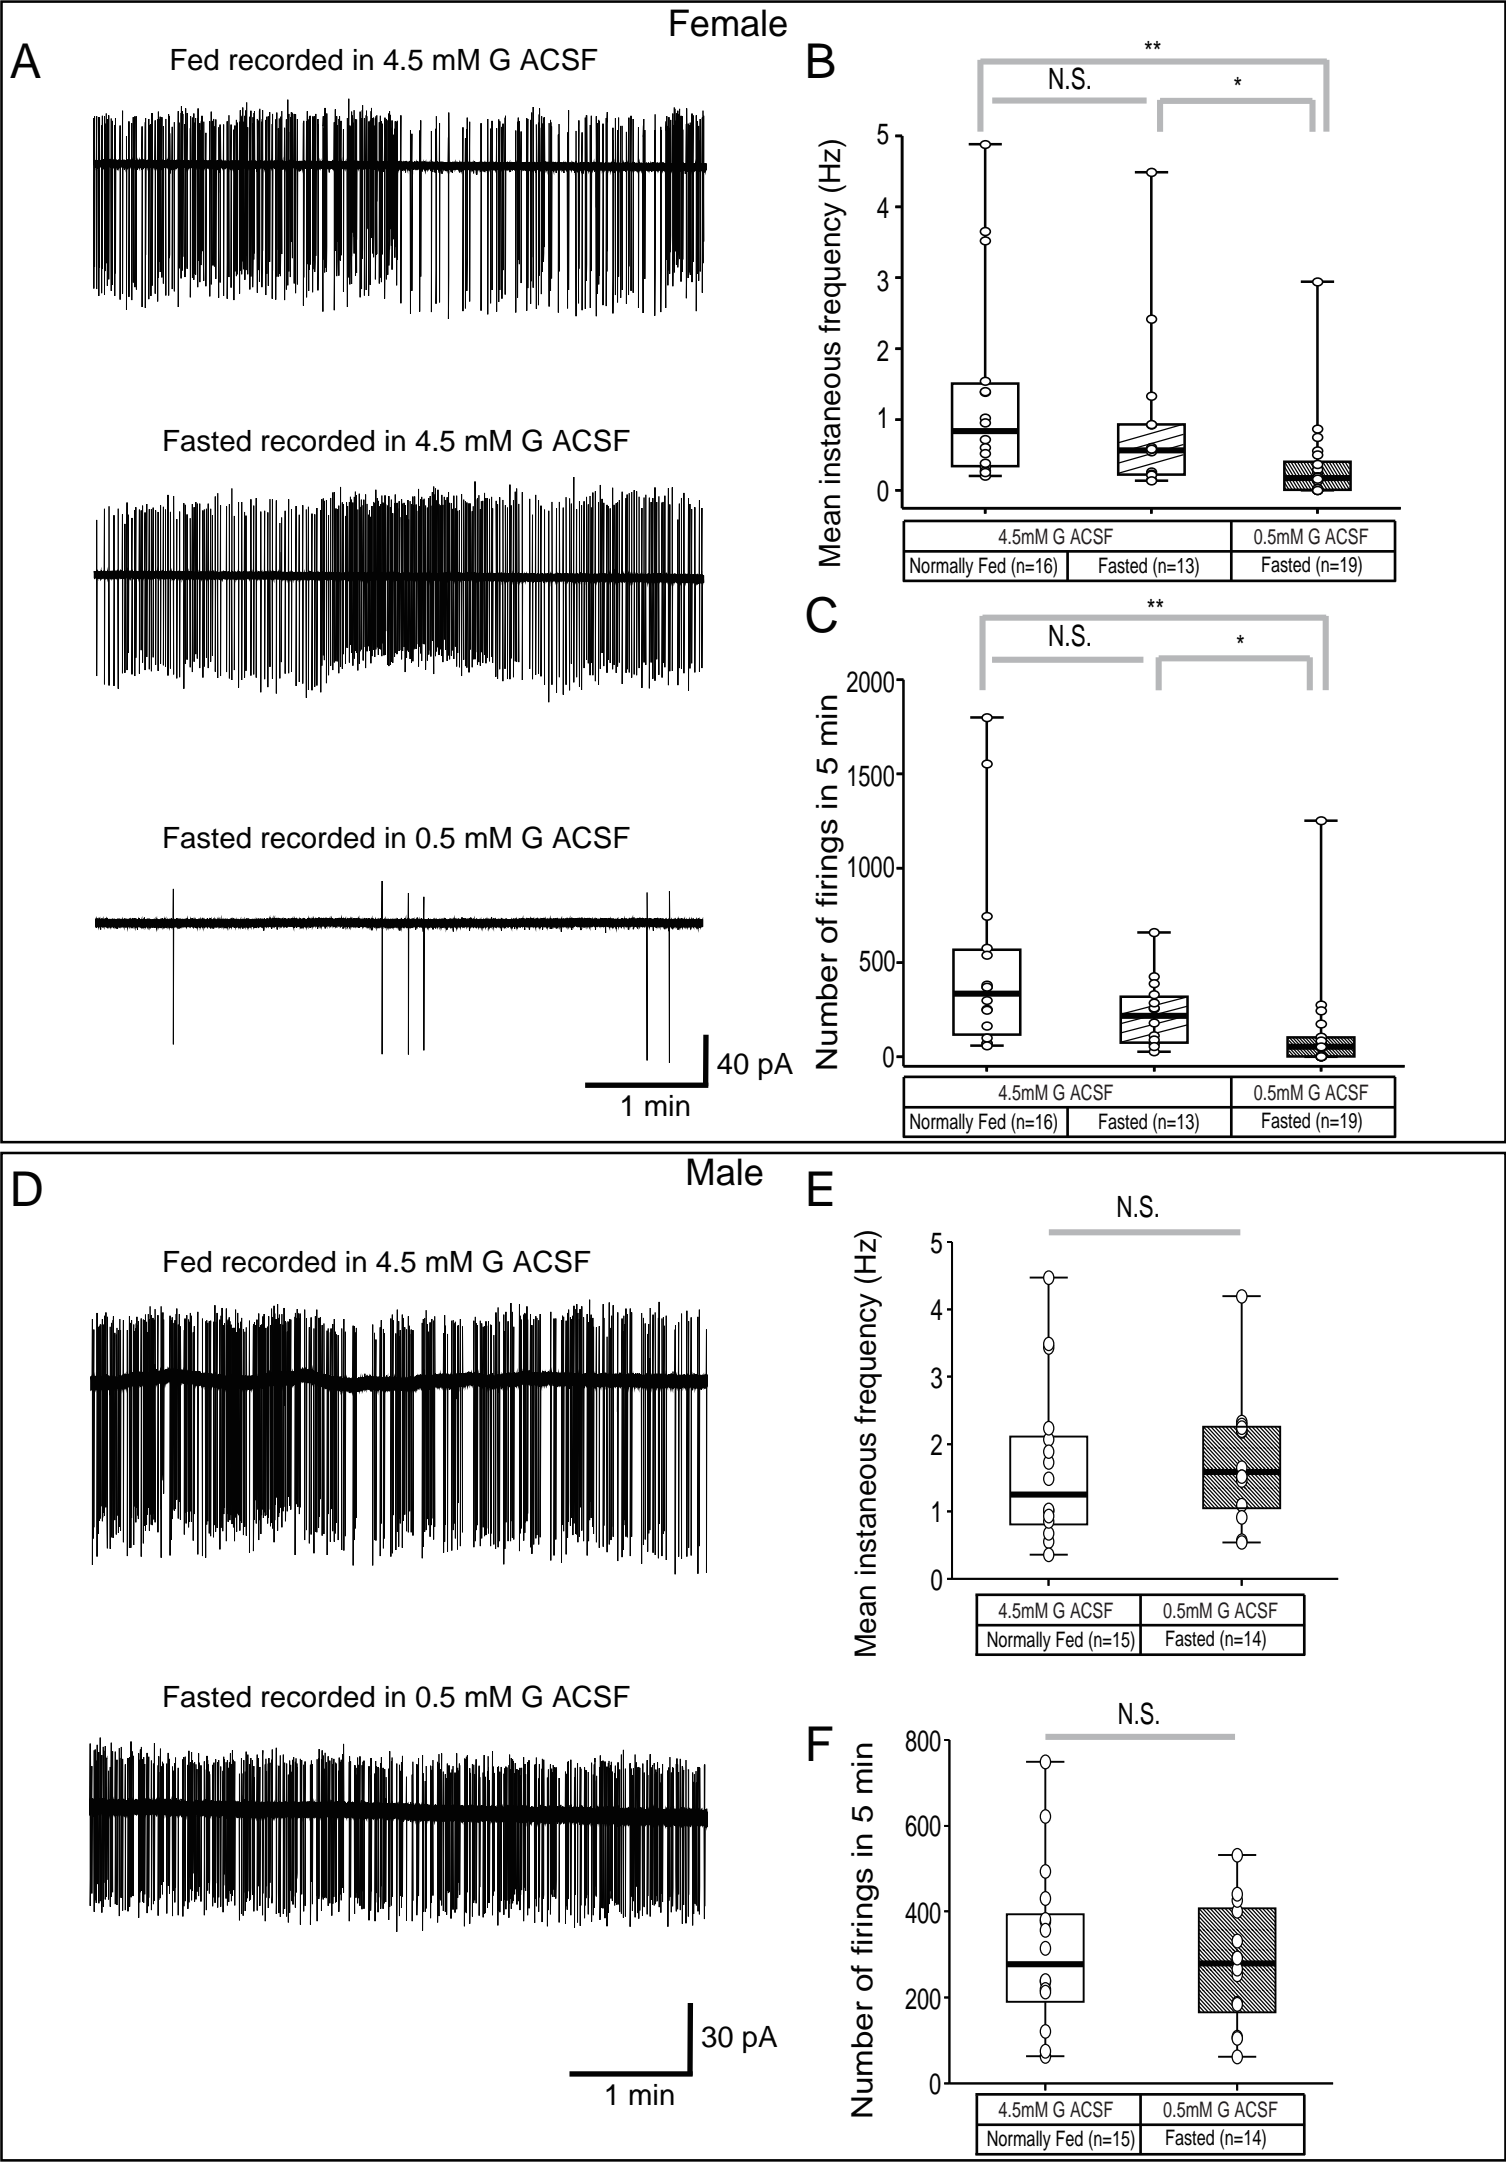 Female
A
Fed recorded in 4.5 mM G ACSF
Fasted recorded in 4.5 mM G ACSF
Fasted recorded in 0.5 mM G ACSF
40 pA
1 min
B
**
N.S.
*
Mean instaneous frequency (Hz)
5
4
3
2
1
0
4.5mM G ACSF
0.5mM G ACSF
Normally Fed (n=16)
Fasted (n=13)
Fasted (n=19)
C
**
N.S.
*
Number of firings in 5 min
2000
1500
1000
500
0
4.5mM G ACSF
0.5mM G ACSF
Normally Fed (n=16)
Fasted (n=13)
Fasted (n=19)
Male
D
Fed recorded in 4.5 mM G ACSF
Fasted recorded in 0.5 mM G ACSF
30 pA
1 min
E
N.S.
Mean instaneous frequency (Hz)
5
4
3
2
1
0
4.5mM G ACSF
0.5mM G ACSF
Normally Fed (n=15)
Fasted (n=14)
F
N.S.
Number of firings in 5 min
800
600
400
200
0
4.5mM G ACSF
0.5mM G ACSF
Normally Fed (n=15)
Fasted (n=14)